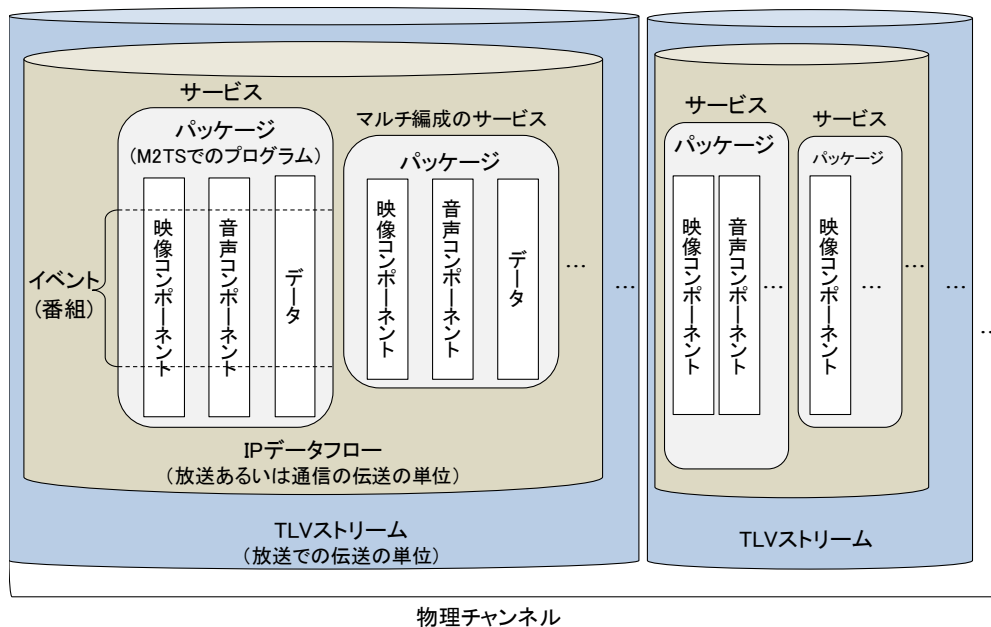 サービス
パッケージ
(M2TSでのプログラム)
映像コンポーネント
音声コンポーネント
データ
イベント
(番組)
マルチ編成のサービス
パッケージ
映像コンポーネント
音声コンポーネント
データ
…
…
IPデータフロー
(放送あるいは通信の伝送の単位)
TLVストリーム
(放送での伝送の単位)
サービス
パッケージ
映像コンポーネント
音声コンポーネント
…
サービス
パッケージ
映像コンポーネント
…
…
…
TLVストリーム
…
物理チャンネル